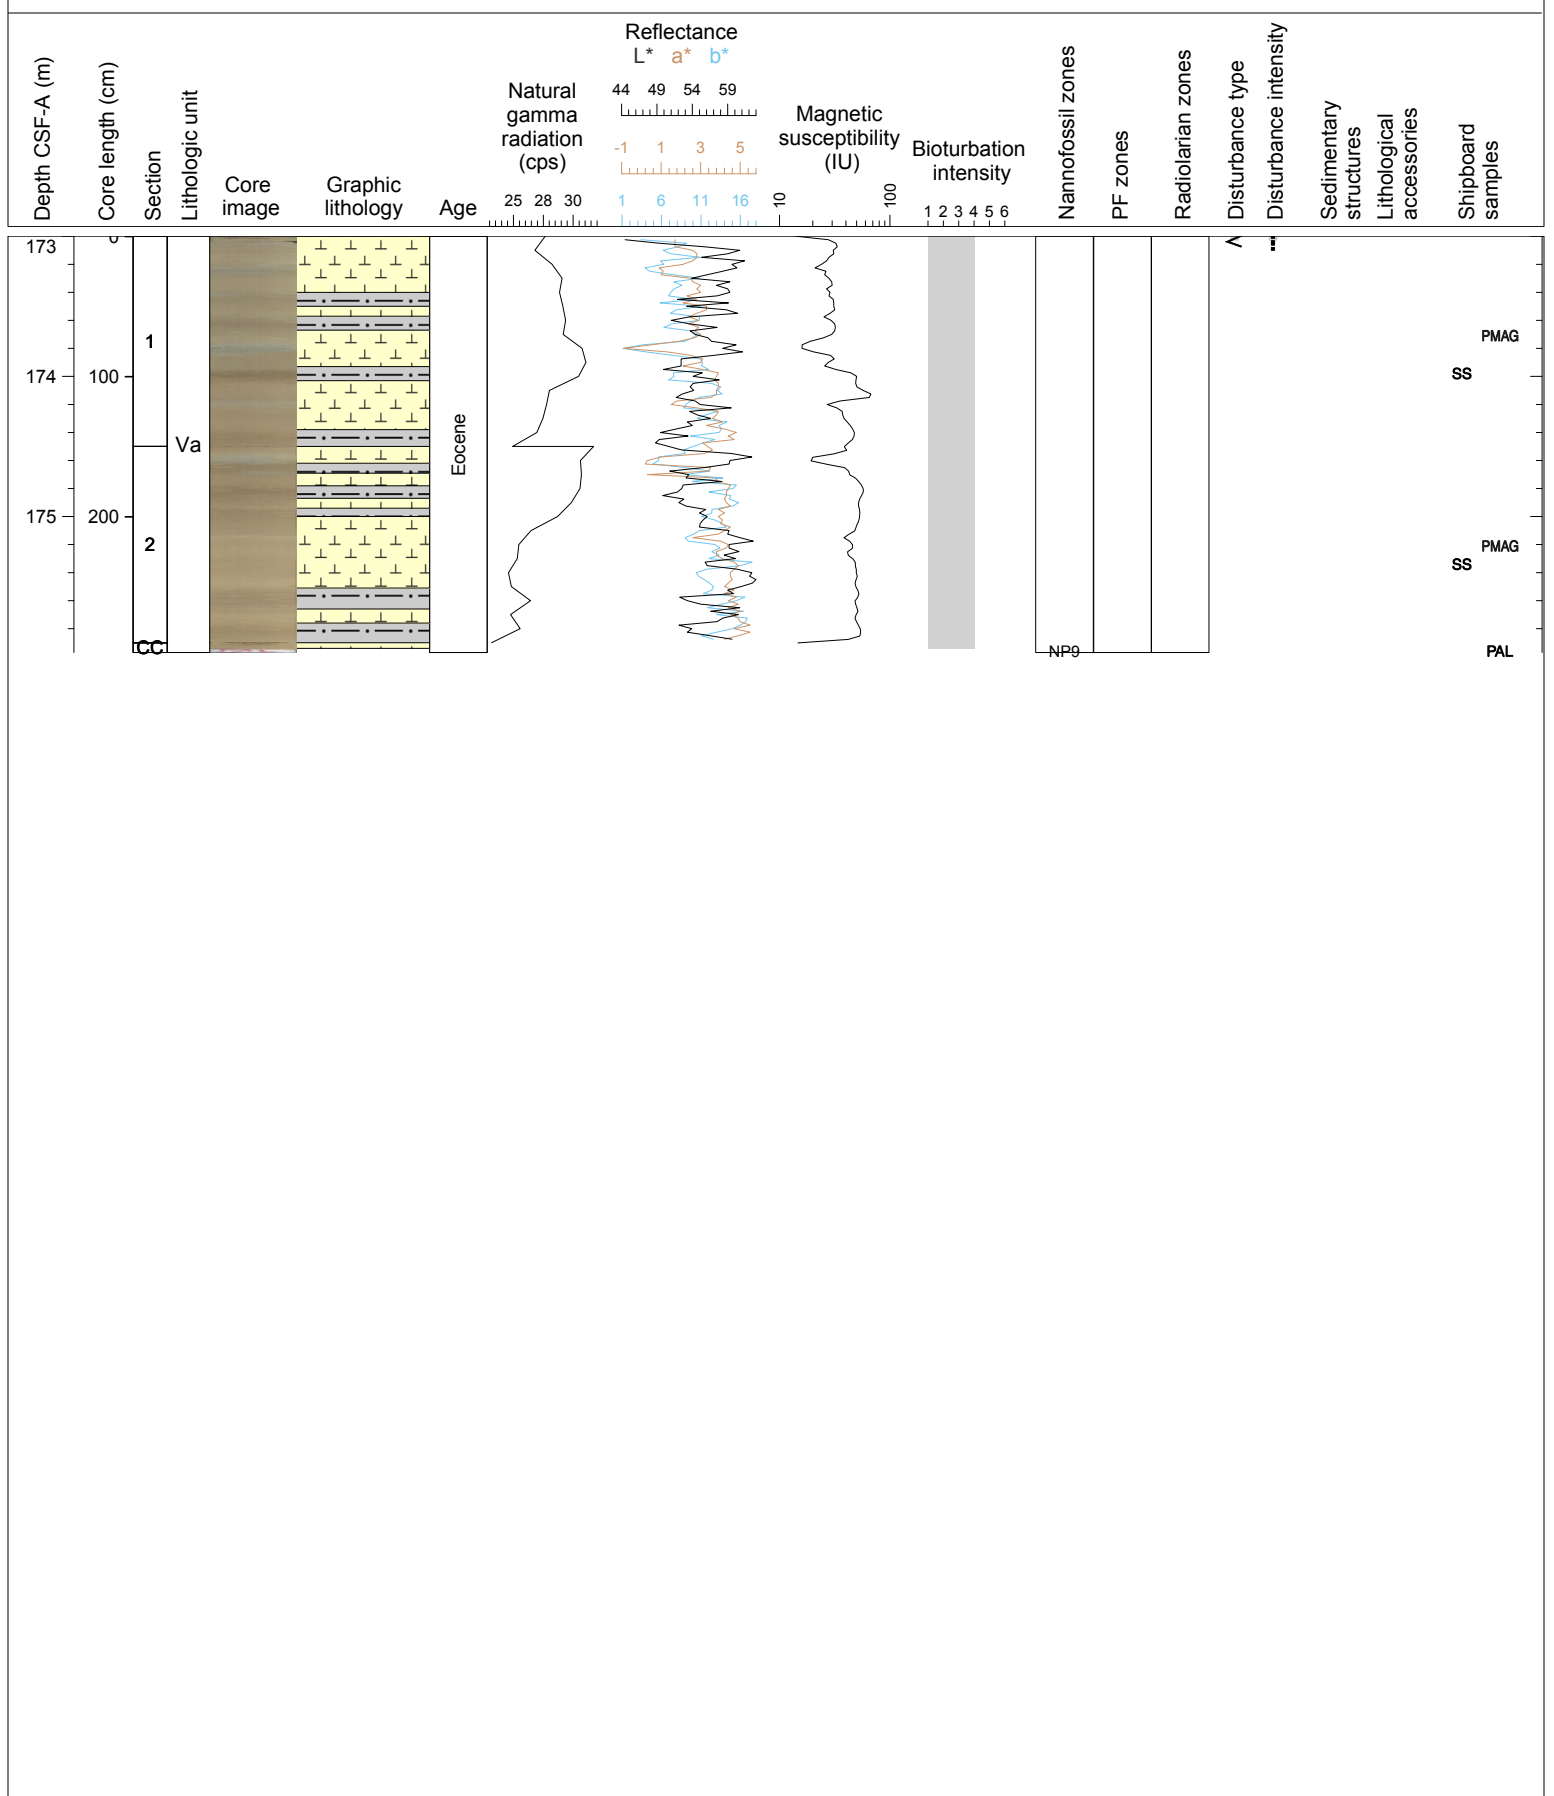 Depth CSF-A (m)
Core length (cm)
Section
Lithologic unit
Core
image
Graphic
lithology
Age
Natural
gamma
radiation
(cps)
25 28 30
Reflectance
L* a* b*
44 49 54 59
-1 1 3 5
1 6 11 16
Magnetic
susceptibility
(IU)
10 100
Bioturbation
intensity
1 2 3 4 5 6
Nannofossil zones
PF zones
Radiolarian zones
Disturbance type
Disturbance intensity
Sedimentary
structures
Lithological
accessories
Shipboard
samples
173 0
1
PMAG
174 100
SS
Va
Eocene
175 200
2
PMAG
SS
CC
NP9
PAL